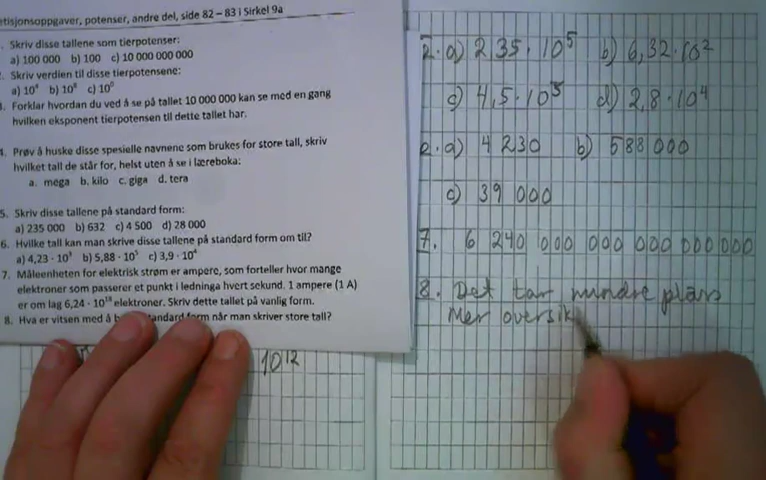 etisjonsoppgaver, potenser, andre del, side 82 – 83 i Sirkel 9a
. Skriv disse tallene som tierpotenser:
a) 100 000 b) 100 c) 10 000 000 000
. Skriv verdien til disse tierpotensene:
a) 10⁴ b) 10⁸ c) 10⁰
3. Forklar hvordan du ved å se på tallet 10 000 000 kan se med en gang
hvilken eksponent tierpotensen til dette tallet har.
4. Prøv å huske disse spesielle navnene som brukes for store tall, skriv
hvilket tall de står for, helst uten å se i læreboka:
a. mega b. kilo c. giga d. tera
5. Skriv disse tallene på standard form:
a) 235 000 b) 632 c) 4 500 d) 28 000
6. Hvilke tall kan man skrive disse tallene på standard form om til?
a) 4,23 · 10³ b) 5,88 · 10⁵ c) 3,9 · 10⁴
7. Måleenheten for elektrisk strøm er ampere, som forteller hvor mange
elektroner som passerer et punkt i ledninga hvert sekund. 1 ampere (1 A)
er om lag 6,24 · 10¹⁸ elektroner. Skriv dette tallet på vanlig form.
8. Hva er vitsen med å b standard form når man skriver store tall?
10¹²
a) 2,35 · 10⁵ b) 6,32 · 10²
c) 4,5 · 10³ d) 2,8 · 10⁴
a) 4 230 b) 588 000
c) 39 000
7. 6 240 000 000 000 000 000
8. Det tar mindre plass
Mer oversik